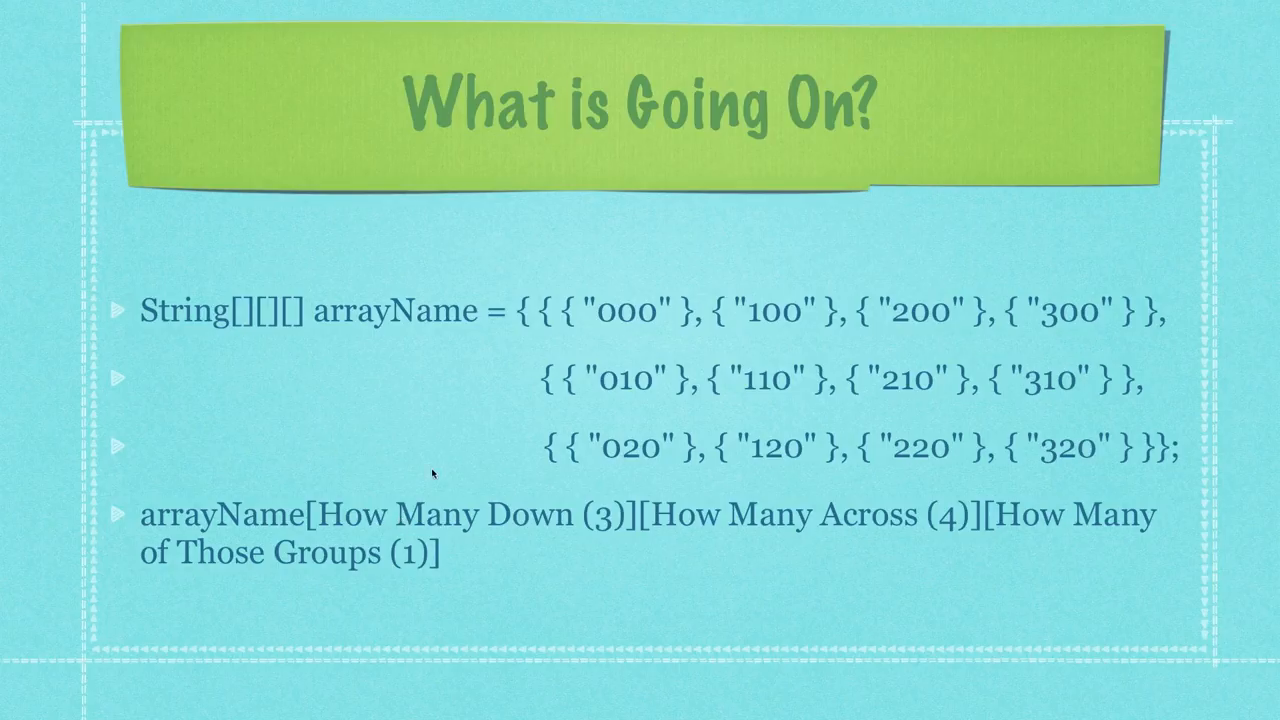 What is Going On?
String[][][] arrayName = { { { "000" }, { "100" }, { "200" }, { "300" } },
{ { "010" }, { "110" }, { "210" }, { "310" } },
{ { "020" }, { "120" }, { "220" }, { "320" } }};
arrayName[How Many Down (3)][How Many Across (4)][How Many
of Those Groups (1)]